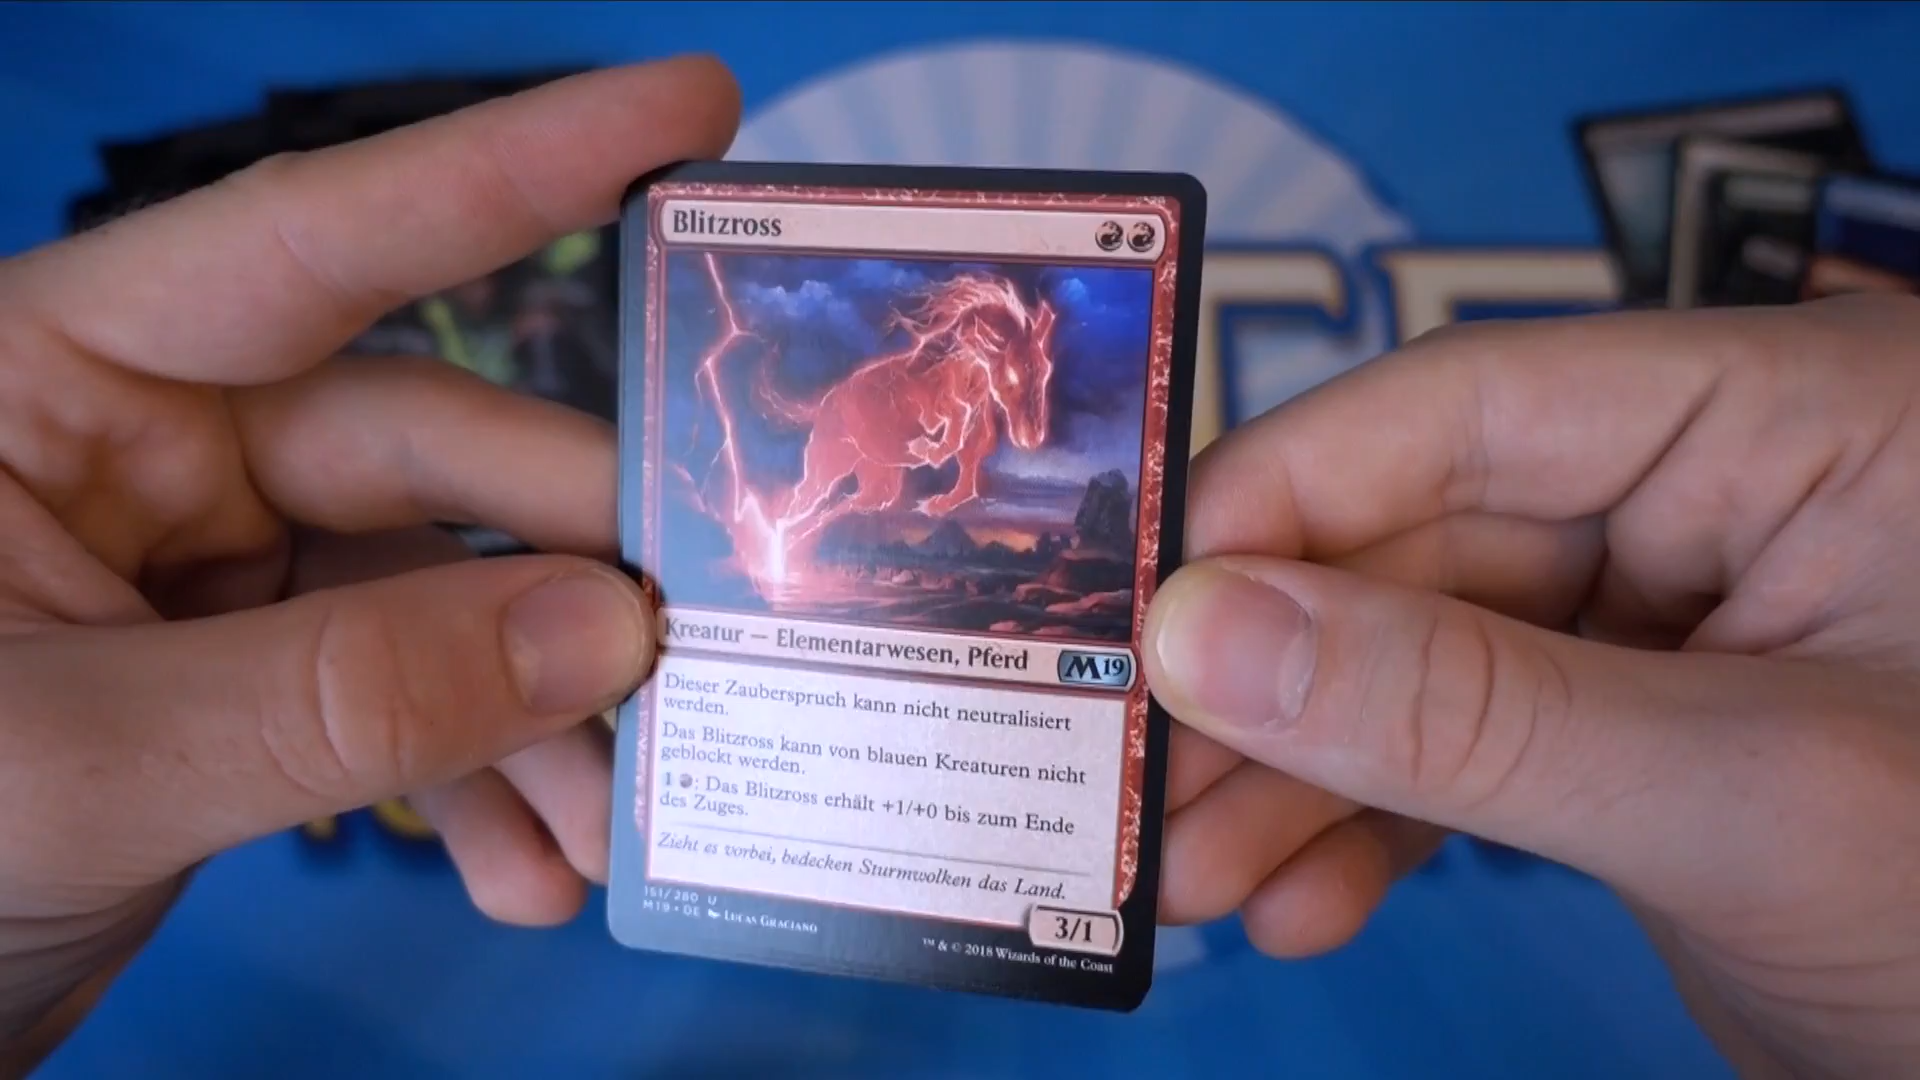 Blitzross
Kreatur — Elementarwesen, Pferd
M19
Dieser Zauberspruch kann nicht neutralisiert
werden.
Das Blitzross kann von blauen Kreaturen nicht
geblockt werden.
1 : Das Blitzross erhält +1/+0 bis zum Ende
des Zuges.
Zieht es vorbei, bedecken Sturmwolken das Land.
3/1
151/280 U
M19 • DE Lucas Graciano
™ & © 2018 Wizards of the Coast